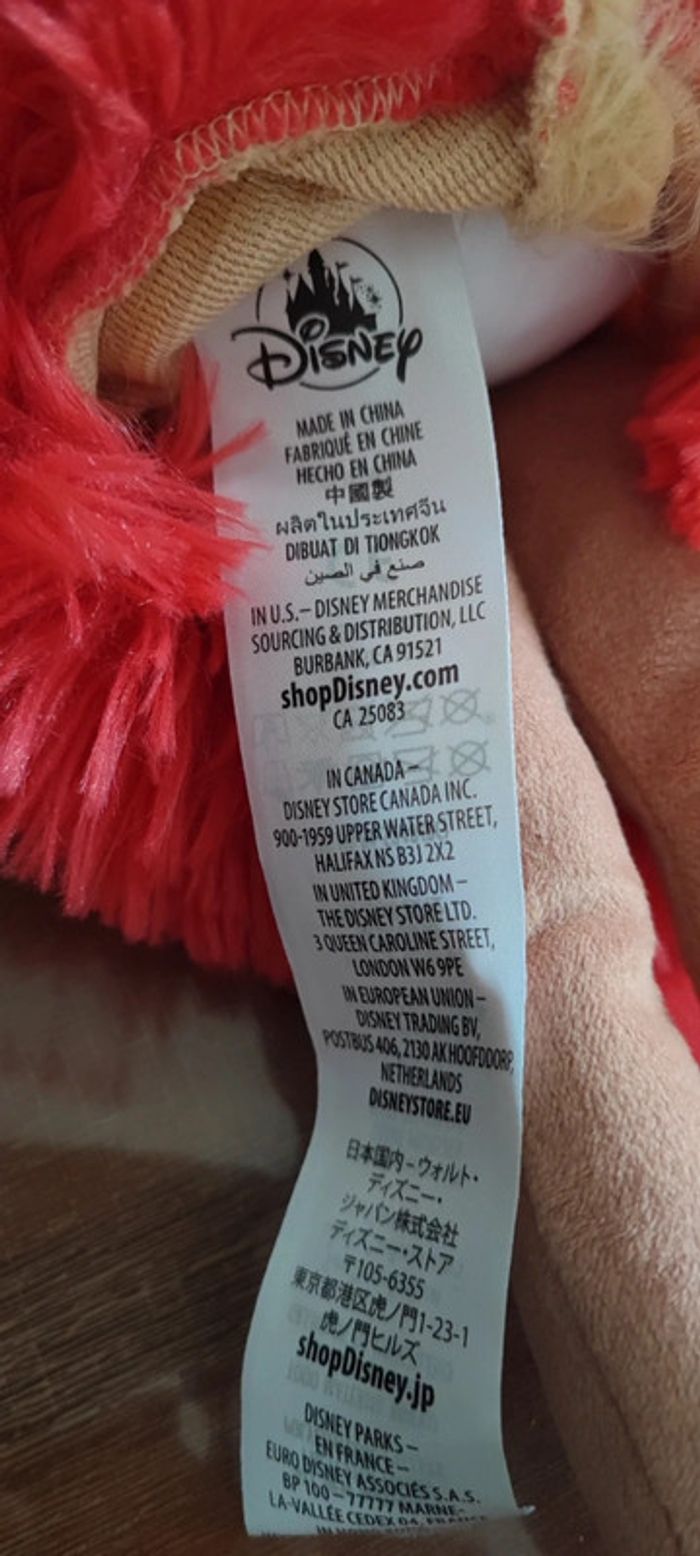 Disney
MADE IN CHINA
FABRIQUÉ EN CHINE
HECHO EN CHINA
中國製
ผลิตในประเทศจีน
DIBUAT DI TIONGKOK
صنع في الصين
IN U.S.– DISNEY MERCHANDISE
SOURCING & DISTRIBUTION, LLC
BURBANK, CA 91521
shopDisney.com
CA 25083
IN CANADA –
DISNEY STORE CANADA INC.
900-1959 UPPER WATER STREET,
HALIFAX NS B3J 2X2
IN UNITED KINGDOM –
THE DISNEY STORE LTD.
3 QUEEN CAROLINE STREET,
LONDON W6 9PE
IN EUROPEAN UNION –
DISNEY TRADING BV,
POSTBUS 406, 2130 AK HOOFDDORP,
NETHERLANDS
DISNEYSTORE.EU
日本国内 – ウォルト・
ディズニー・
ジャパン株式会社
ディズニー・ストア
〒105-6355
東京都港区虎ノ門1-23-1
虎ノ門ヒルズ
shopDisney.jp
DISNEY PARKS –
EN FRANCE –
EURO DISNEY ASSOCIÉS S.A.S.
BP 100 – 77777 MARNE-
LA-VALLÉE CEDEX 04, FRANCE